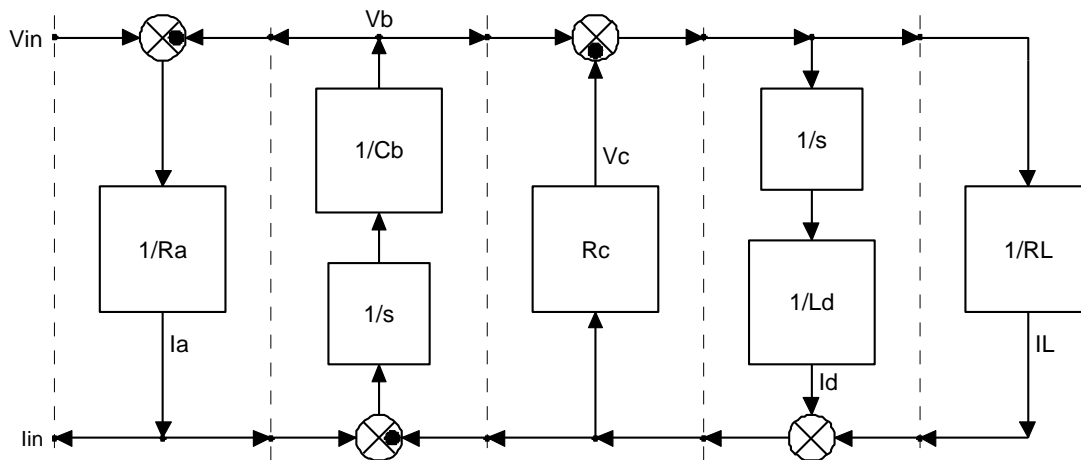 Vin
Vb
1/Cb
1/s
Vc
1/Ra
Rc
1/RL
1/s
1/Ld
Ia
IL
Id
Iin